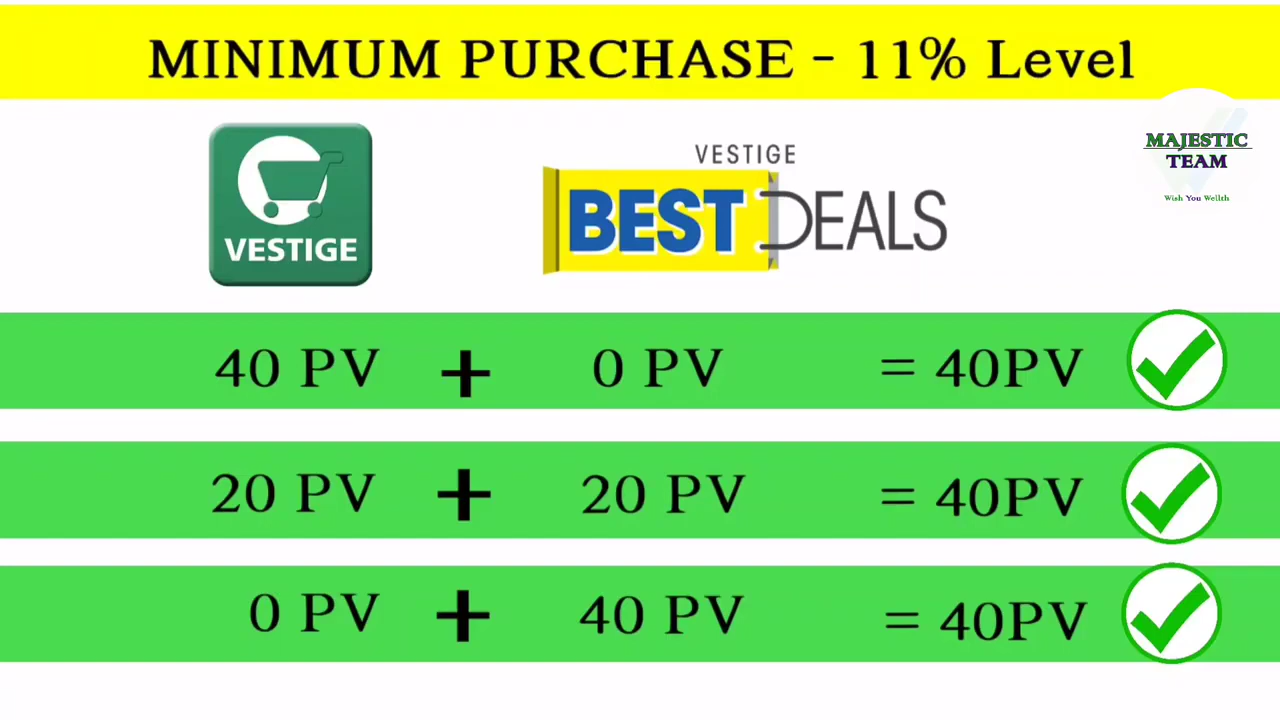 MINIMUM PURCHASE - 11% Level
VESTIGE
VESTIGE
BEST DEALS
MAJESTIC
TEAM
Wish You Wellth
40 PV + 0 PV = 40PV
20 PV + 20 PV = 40PV
0 PV + 40 PV = 40PV